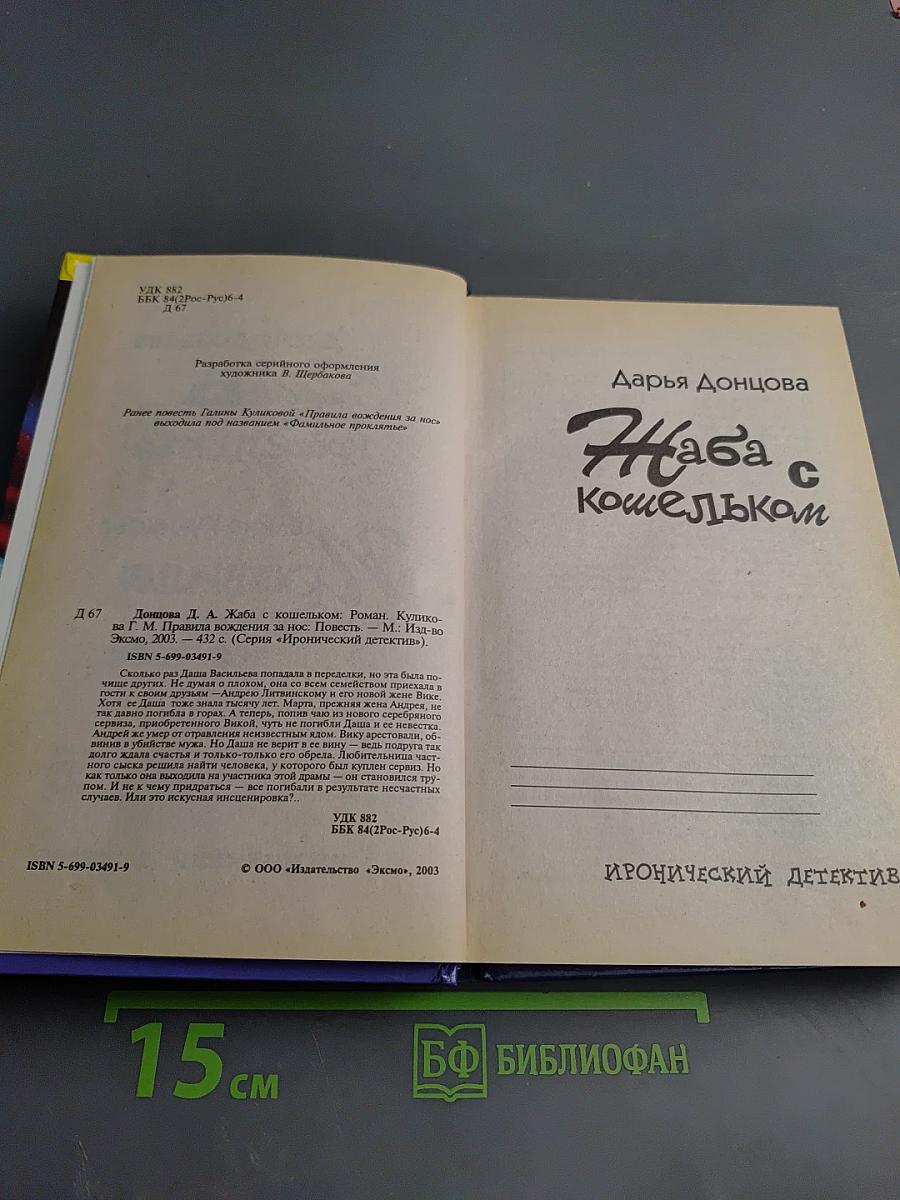 УДК 882
ББК 84(2Рос-Рус)6-4
Д 67
Разработка серийного оформления
художника В. Щербакова
Ранее повесть Галины Куликовой «Правила вождения за нос»
выходила под названием «Фамильное проклятье»
Д 67 Донцова Д. А. Жаба с кошельком: Роман. Кулико-
ва Г. М. Правила вождения за нос: Повесть. — М.: Изд-во
Эксмо, 2003. — 432 с. (Серия «Иронический детектив»).
ISBN 5-699-03491-9
Сколько раз Даша Васильева попадала в переделки, но эта была по-
чище других. Не думая о плохом, она со всем семейством приехала в
гости к своим друзьям —Андрею Литвинскому и его новой жене Вике.
Хотя ее Даша тоже знала тысячу лет. Марта, прежняя жена Андрея, не
так давно погибла в горах. А теперь, попив чаю из нового серебряного
сервиза, приобретенного Викой, чуть не погибли Даша и ее невестка.
Андрей же умер от отравления неизвестным ядом. Вику арестовали, об-
винив в убийстве мужа. Но Даша не верит в ее вину — ведь подруга так
долго ждала счастья и только-только его обрела. Любительница част-
ного сыска решила найти человека, у которого был куплен сервиз. Но
как только она выходила на участника этой драмы — он становился тру-
пом. И не к чему придраться — все погибали в результате несчастных
случаев. Или это искусная инсценировка?..
УДК 882
ББК 84(2Рос-Рус)6-4
ISBN 5-699-03491-9
© ООО «Издательство «Эксмо», 2003
Дарья Донцова
Жаба с
кошельком
ИРОНИЧЕСКИЙ ДЕТЕКТИВ
15 см
БФ БИБЛИОФАН